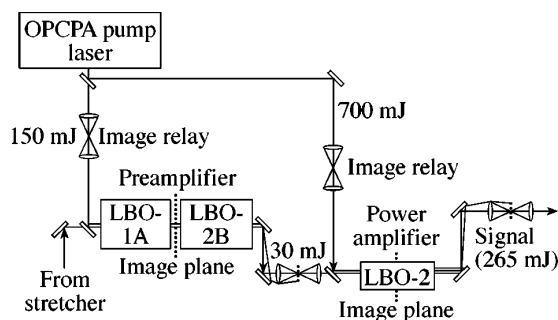 OPCPA pump
laser
150 mJ
Image relay
700 mJ
Image relay
Preamplifier
LBO-
1A
LBO-
2B
Image plane
From
stretcher
30 mJ
Power
amplifier
LBO-2
Image plane
Signal
(265 mJ)